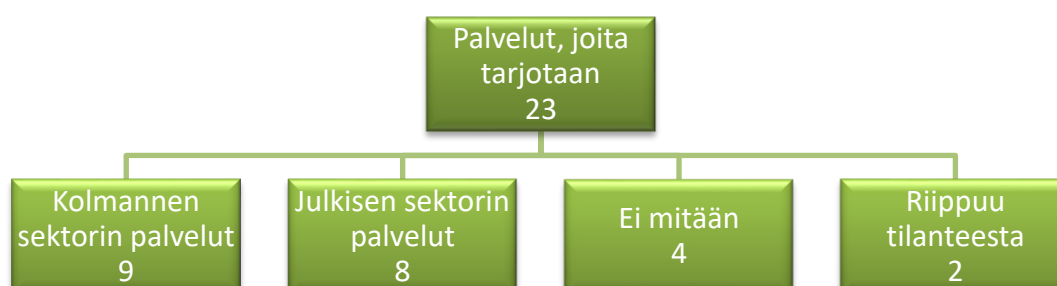 Palvelut, joita
tarjotaan
23
Kolmannen
sektorin palvelut
9
Julkisen sektorin
palvelut
8
Ei mitään
4
Riippuu
tilanteesta
2